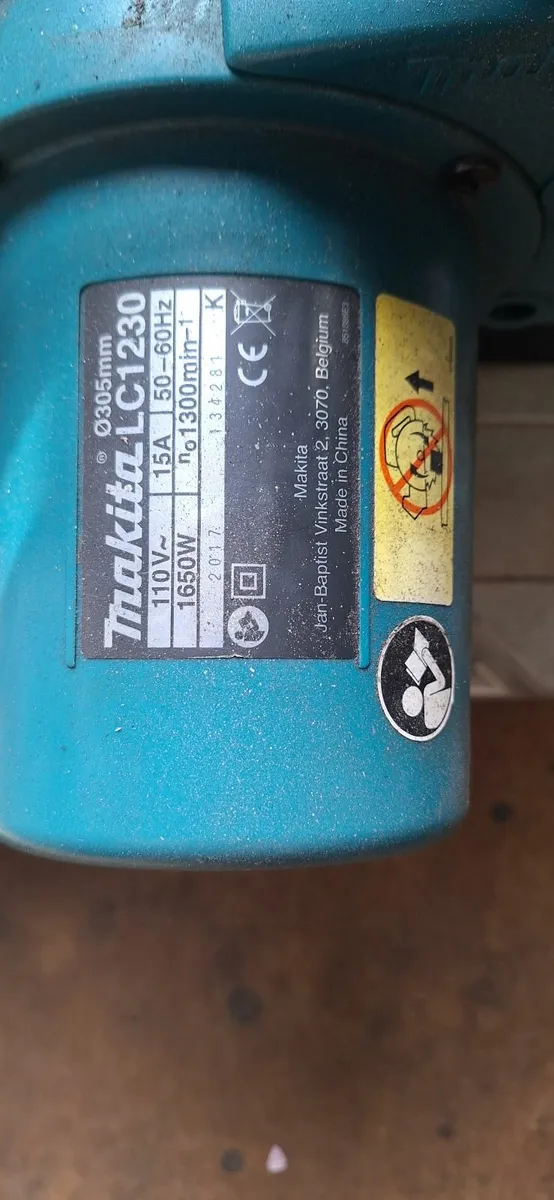 makita® Ø305mm
LC1230
110V~ 15A 50-60Hz
1650W n₀1300min⁻¹
2017 134281 K
CE
Makita
Jan-Baptist Vinkstraat 2, 3070, Belgium
Made in China